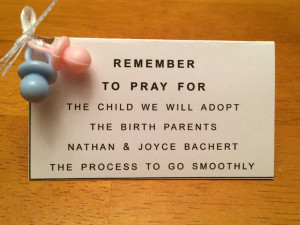 REMEMBER
TO PRAY FOR
THE CHILD WE WILL ADOPT
THE BIRTH PARENTS
NATHAN & JOYCE BACHERT
THE PROCESS TO GO SMOOTHLY